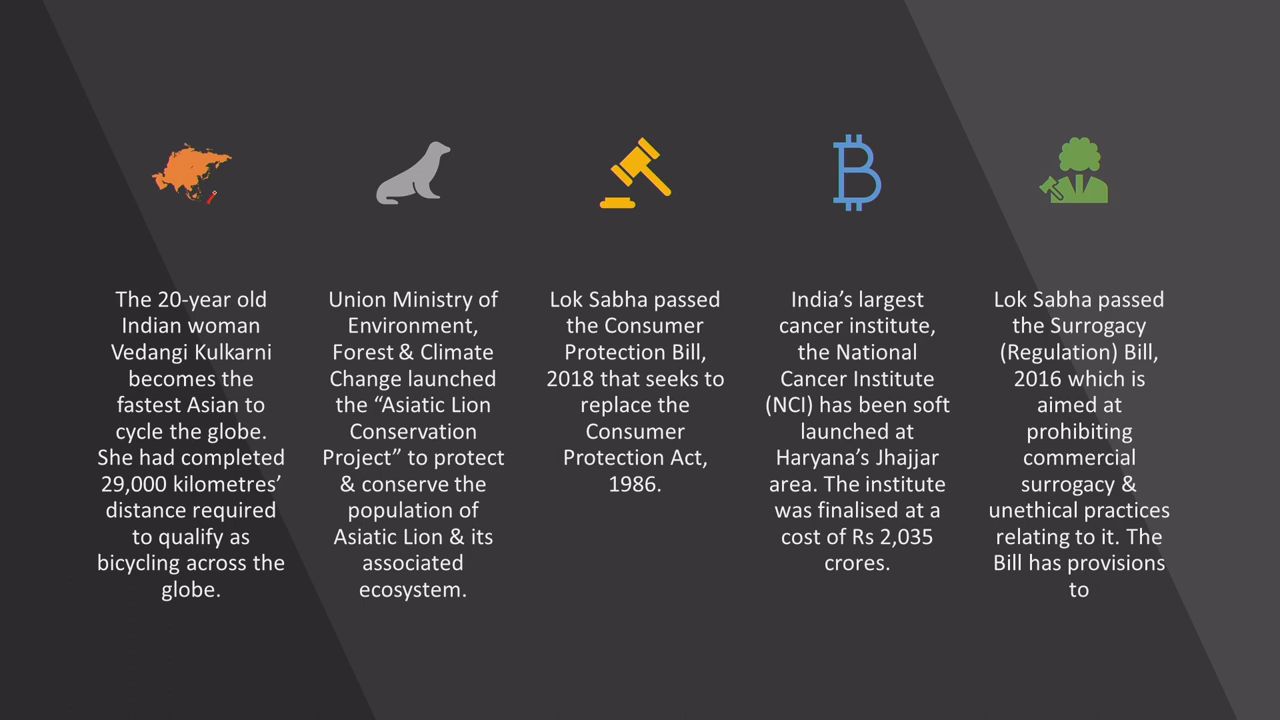 The 20-year old
Indian woman
Vedangi Kulkarni
becomes the
fastest Asian to
cycle the globe.
She had completed
29,000 kilometres’
distance required
to qualify as
bicycling across the
globe.
Union Ministry of
Environment,
Forest & Climate
Change launched
the “Asiatic Lion
Conservation
Project” to protect
& conserve the
population of
Asiatic Lion & its
associated
ecosystem.
Lok Sabha passed
the Consumer
Protection Bill,
2018 that seeks to
replace the
Consumer
Protection Act,
1986.
India’s largest
cancer institute,
the National
Cancer Institute
(NCI) has been soft
launched at
Haryana’s Jhajjar
area. The institute
was finalised at a
cost of Rs 2,035
crores.
Lok Sabha passed
the Surrogacy
(Regulation) Bill,
2016 which is
aimed at
prohibiting
commercial
surrogacy &
unethical practices
relating to it. The
Bill has provisions
to